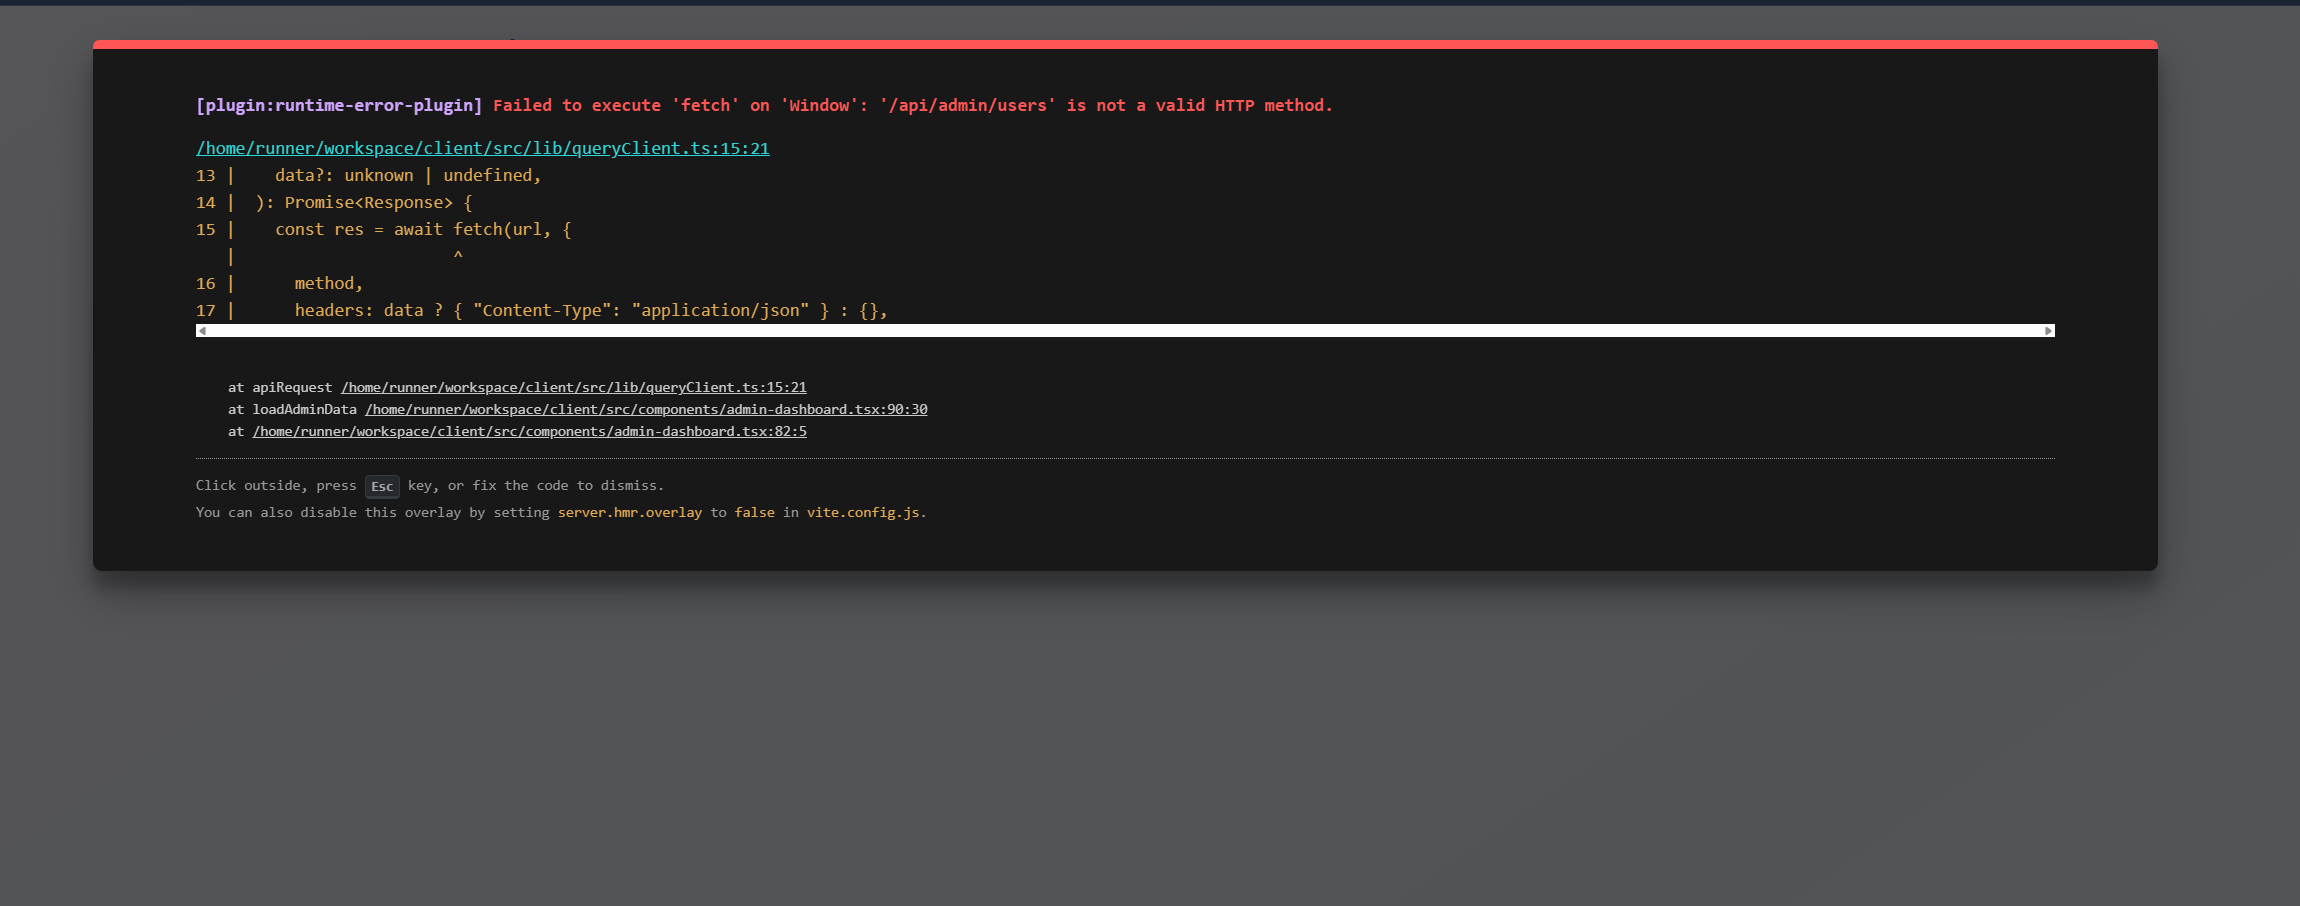 [plugin:runtime-error-plugin] Failed to execute 'fetch' on 'Window': '/api/admin/users' is not a valid HTTP method.
/home/runner/workspace/client/src/lib/queryClient.ts:15:21
13 |    data?: unknown | undefined,
14 |  ): Promise<Response> {
15 |    const res = await fetch(url, {
   |                      ^
16 |      method,
17 |      headers: data ? { "Content-Type": "application/json" } : {},
at apiRequest /home/runner/workspace/client/src/lib/queryClient.ts:15:21
at loadAdminData /home/runner/workspace/client/src/components/admin-dashboard.tsx:90:30
at /home/runner/workspace/client/src/components/admin-dashboard.tsx:82:5
Click outside, press Esc key, or fix the code to dismiss.
You can also disable this overlay by setting server.hmr.overlay to false in vite.config.js.